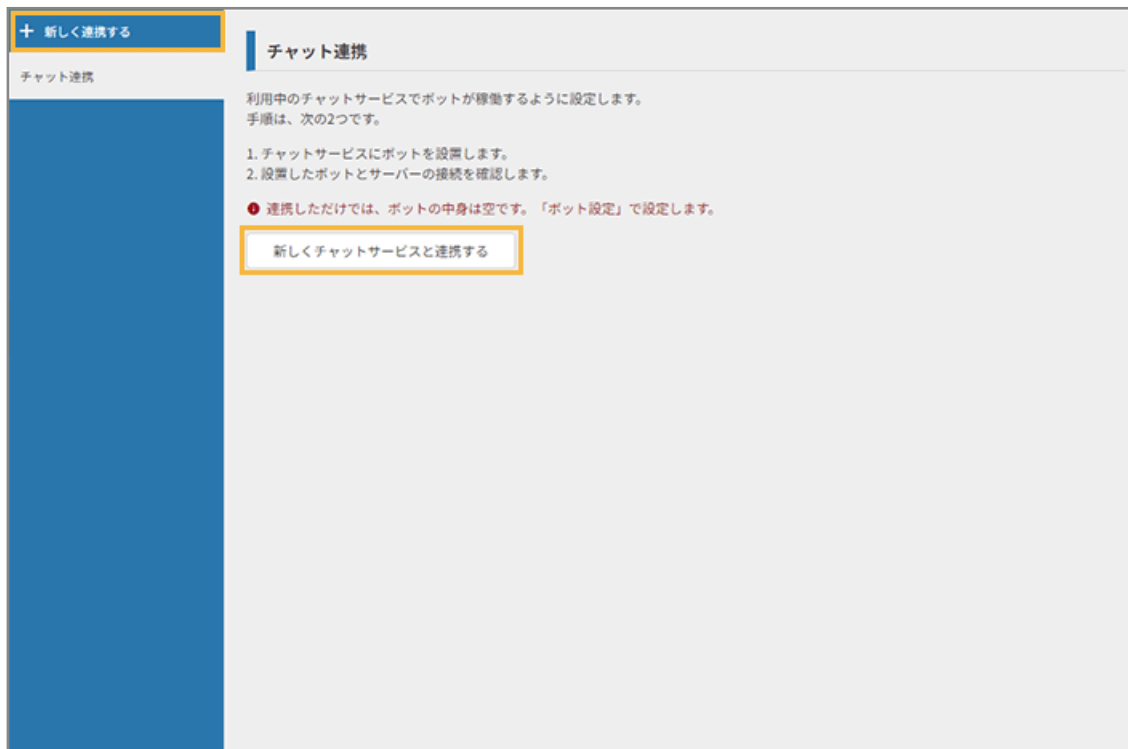 ＋ 新しく連携する
チャット連携
チャット連携
利用中のチャットサービスでボットが稼働するように設定します。
手順は、次の2つです。
1. チャットサービスにボットを設置します。
2. 設置したボットとサーバーの接続を確認します。
連携しただけでは、ボットの中身は空です。「ボット設定」で設定します。
新しくチャットサービスと連携する